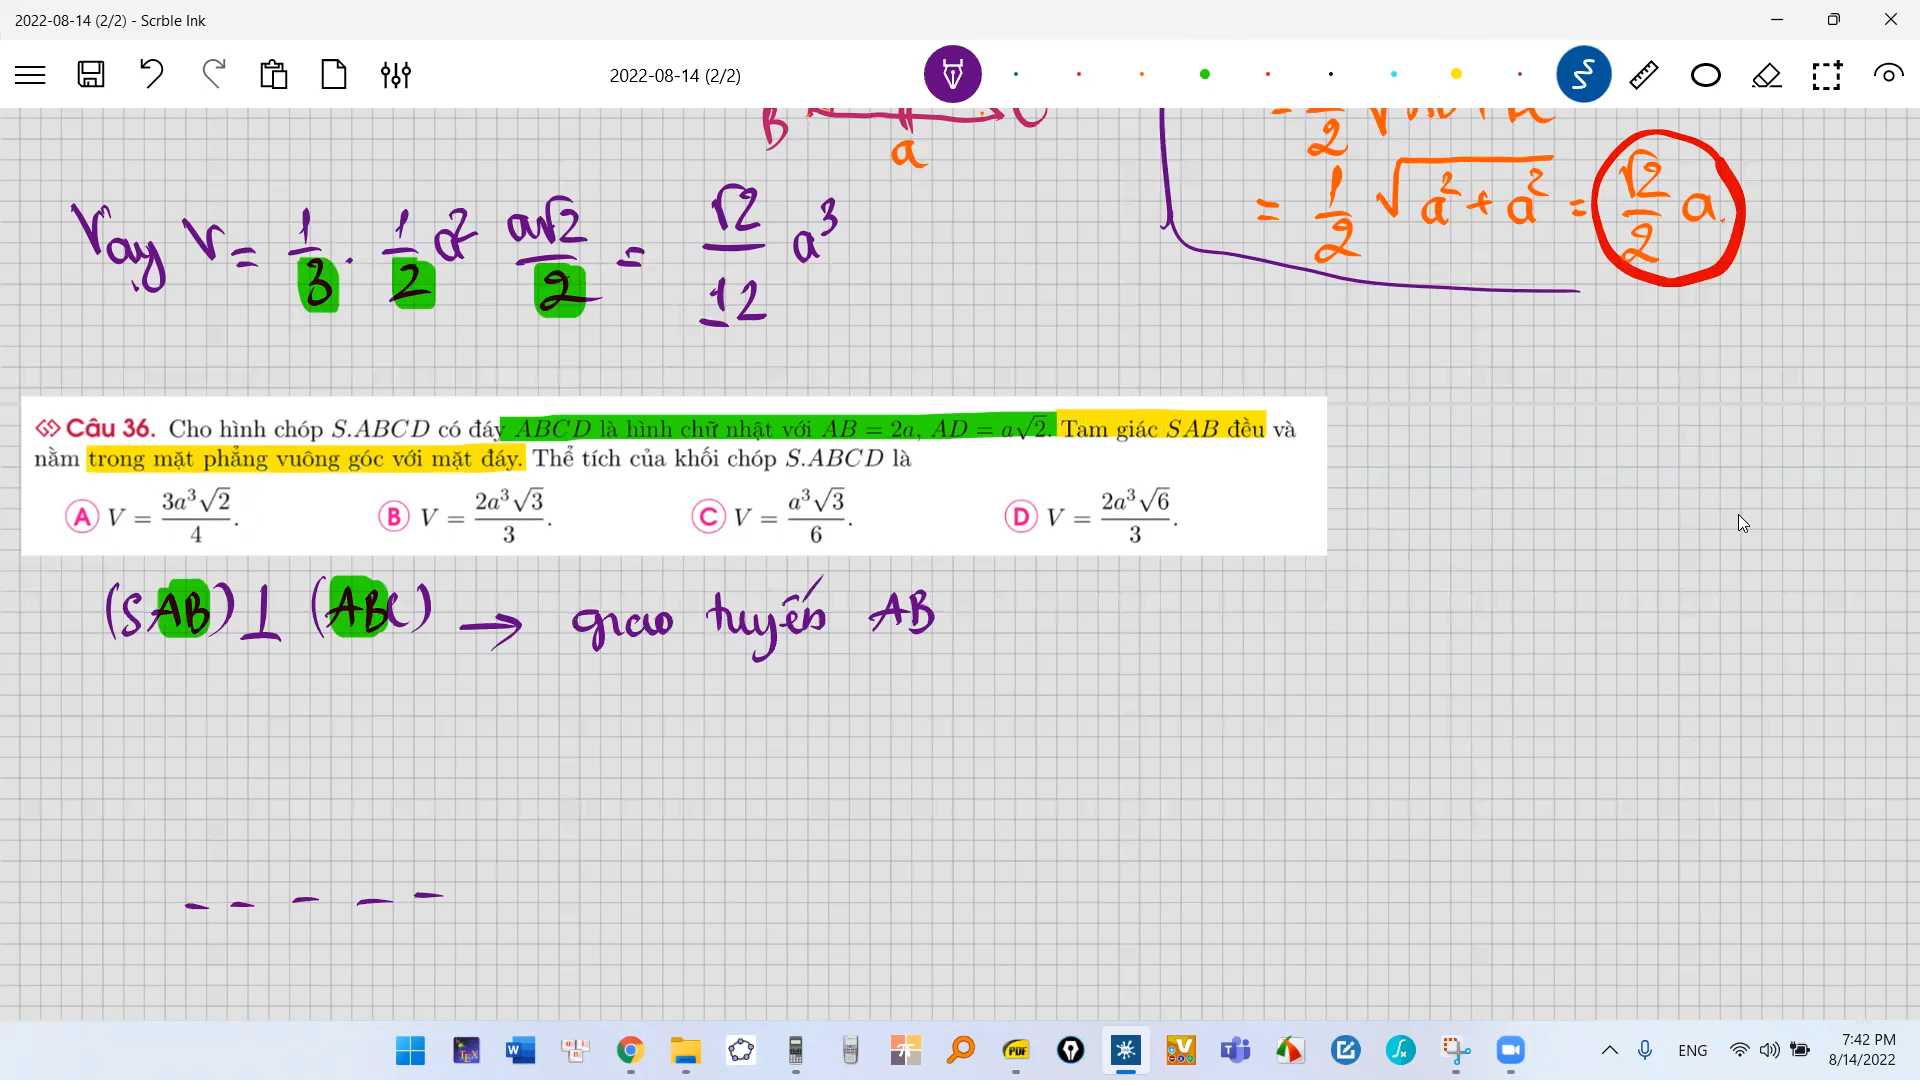 2022-08-14 (2/2) - Scrble Ink
2022-08-14 (2/2)
B a
= 1/2 √a² + a² = √2/2 a.
Vậy V = 1/3 . 1/2 a² a√2/2 = √2/12 a³
Câu 36. Cho hình chóp S.ABCD có đáy ABCD là hình chữ nhật với AB = 2a, AD = a√2. Tam giác SAB đều và
nằm trong mặt phẳng vuông góc với mặt đáy. Thể tích của khối chóp S.ABCD là
A V = 3a³√2/4. B V = 2a³√3/3. C V = a³√3/6. D V = 2a³√6/3.
(SAB) ⊥ (ABC) → giao tuyến AB
ENG
7:42 PM
8/14/2022